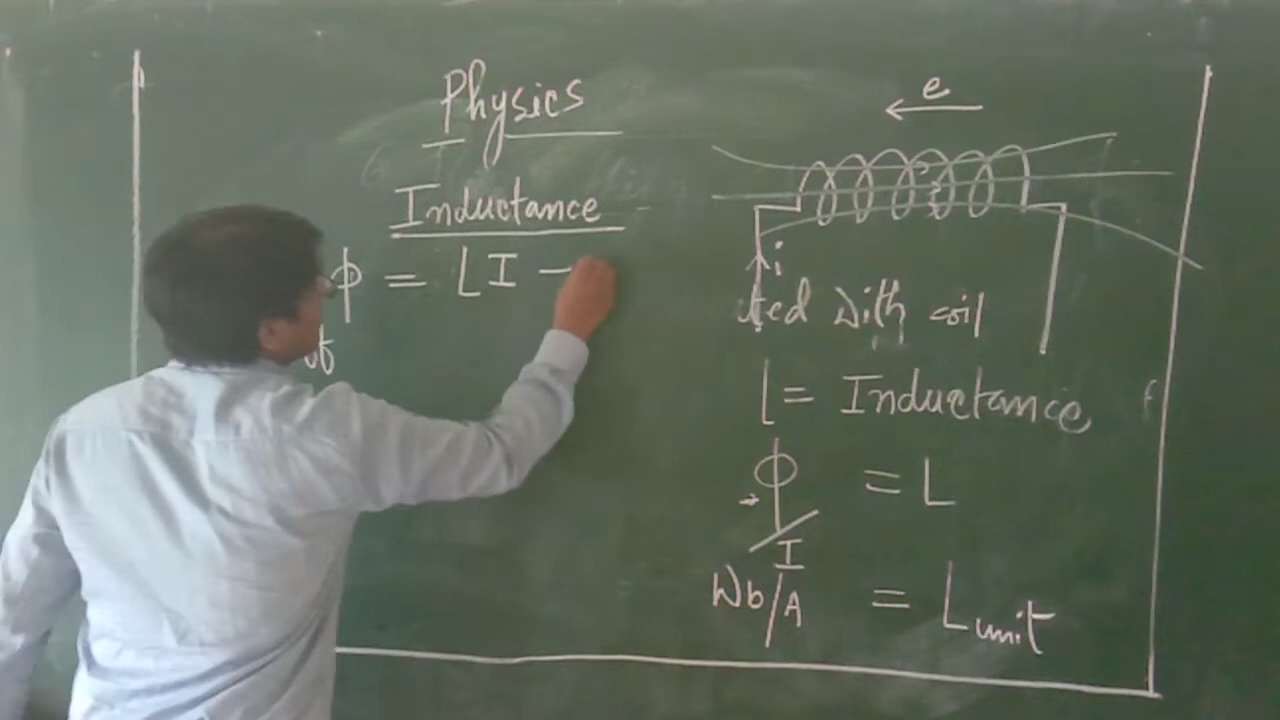 Physics
Inductance
ϕ = LI —
of
e
i
ted with coil
L = Inductance
ϕ/I = L
Wb/A = L unit